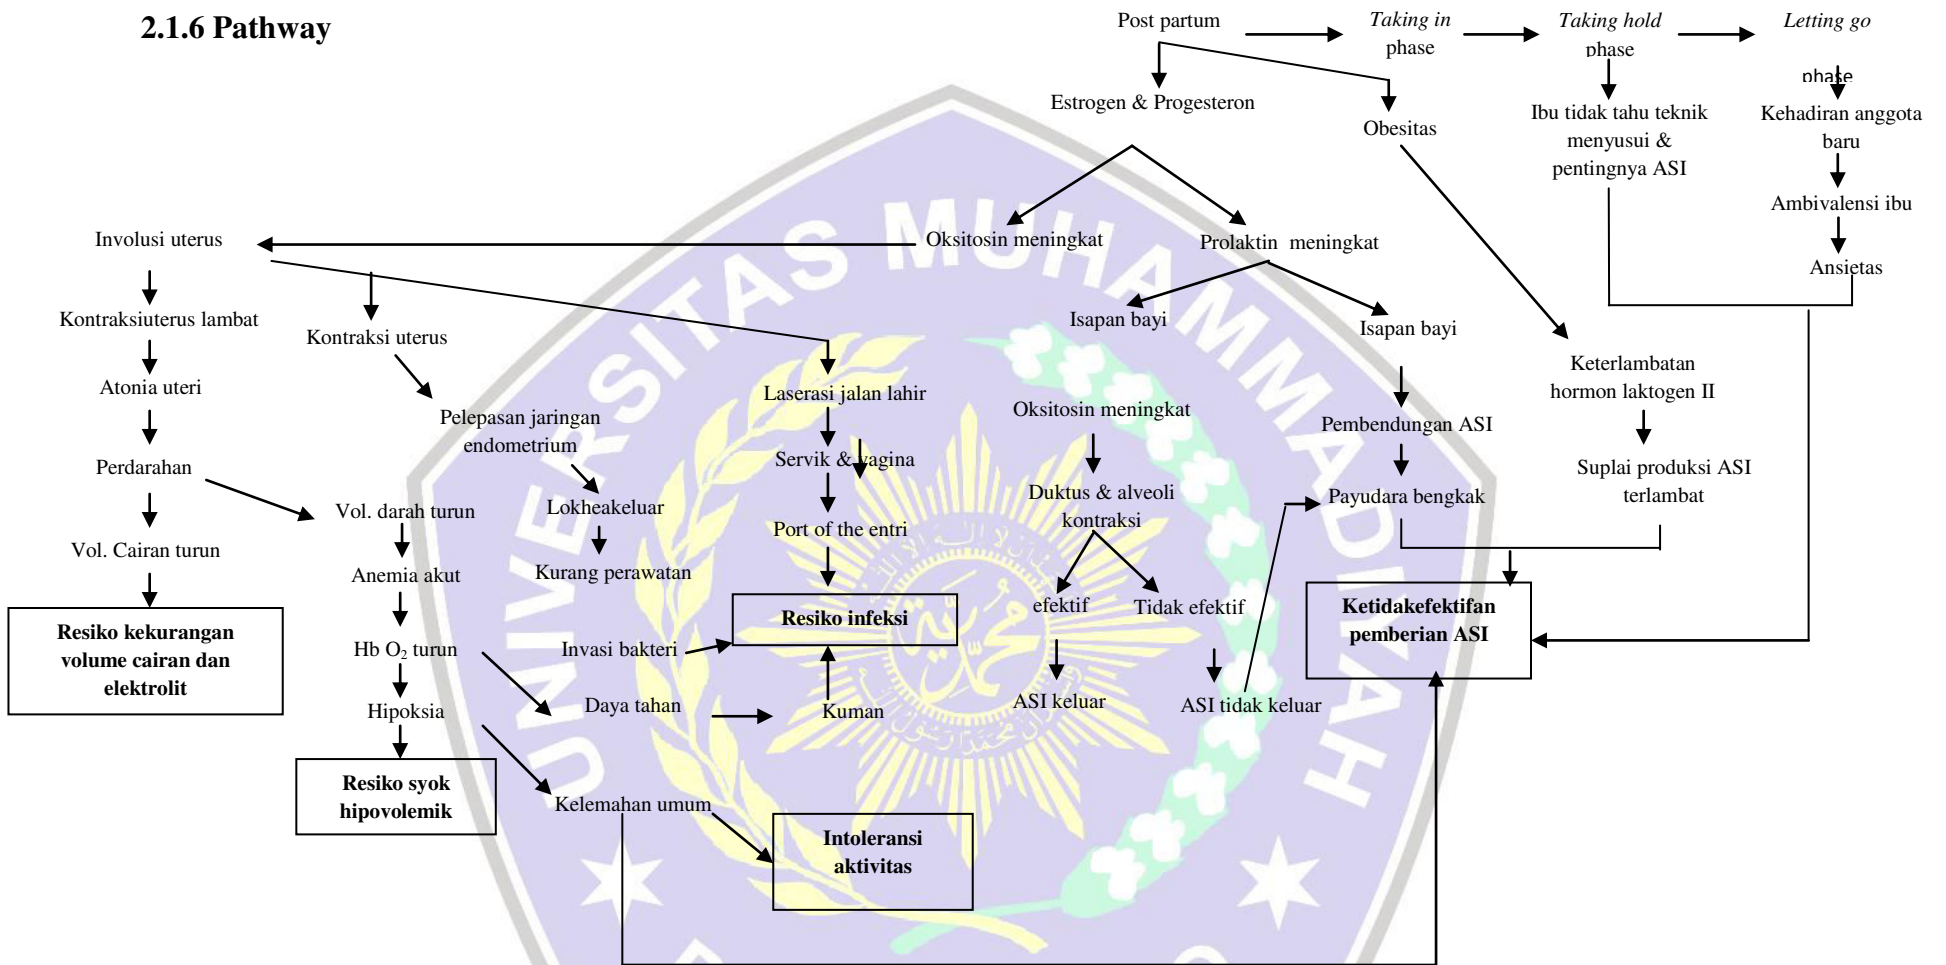 2.1.6 Pathway
Post partum
Taking in
phase
Taking hold
phase
Letting go
phase
Estrogen & Progesteron
Obesitas
Ibu tidak tahu teknik
menyusui &
pentingnya ASI
Kehadiran anggota
baru
Ambivalensi ibu
Ansietas
Involusi uterus
Oksitosin meningkat
Prolaktin meningkat
Kontraksiuterus lambat
Kontraksi uterus
Isapan bayi
Isapan bayi
Keterlambatan
hormon laktogen II
Atonia uteri
Laserasi jalan lahir
Pelepasan jaringan
endometrium
Oksitosin meningkat
Pembendungan ASI
Perdarahan
Servik & vagina
Suplai produksi ASI
terlambat
Vol. darah turun
Lokheakeluar
Port of the entri
Duktus & alveoli
kontraksi
Payudara bengkak
Vol. Cairan turun
Anemia akut
Kurang perawatan
Resiko kekurangan
volume cairan dan
elektrolit
Hb O2 turun
Invasi bakteri
Resiko infeksi
efektif
Tidak efektif
Ketidakefektifan
pemberian ASI
Hipoksia
Daya tahan
Kuman
ASI keluar
ASI tidak keluar
Resiko syok
hipovolemik
Kelemahan umum
Intoleransi
aktivitas
UNIVERSITAS MUHAMMADIYAH